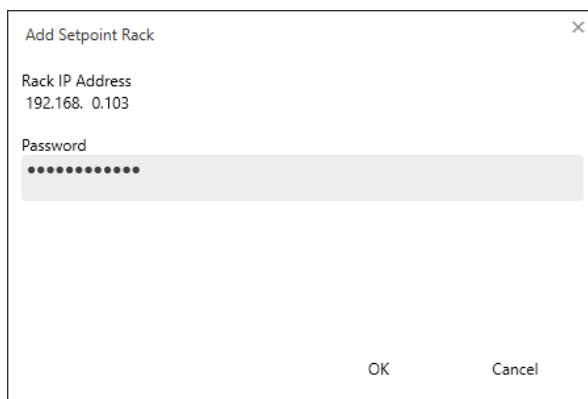 Add Setpoint Rack
Rack IP Address
192.168. 0.103
Password
●●●●●●●●●●●●
OK Cancel